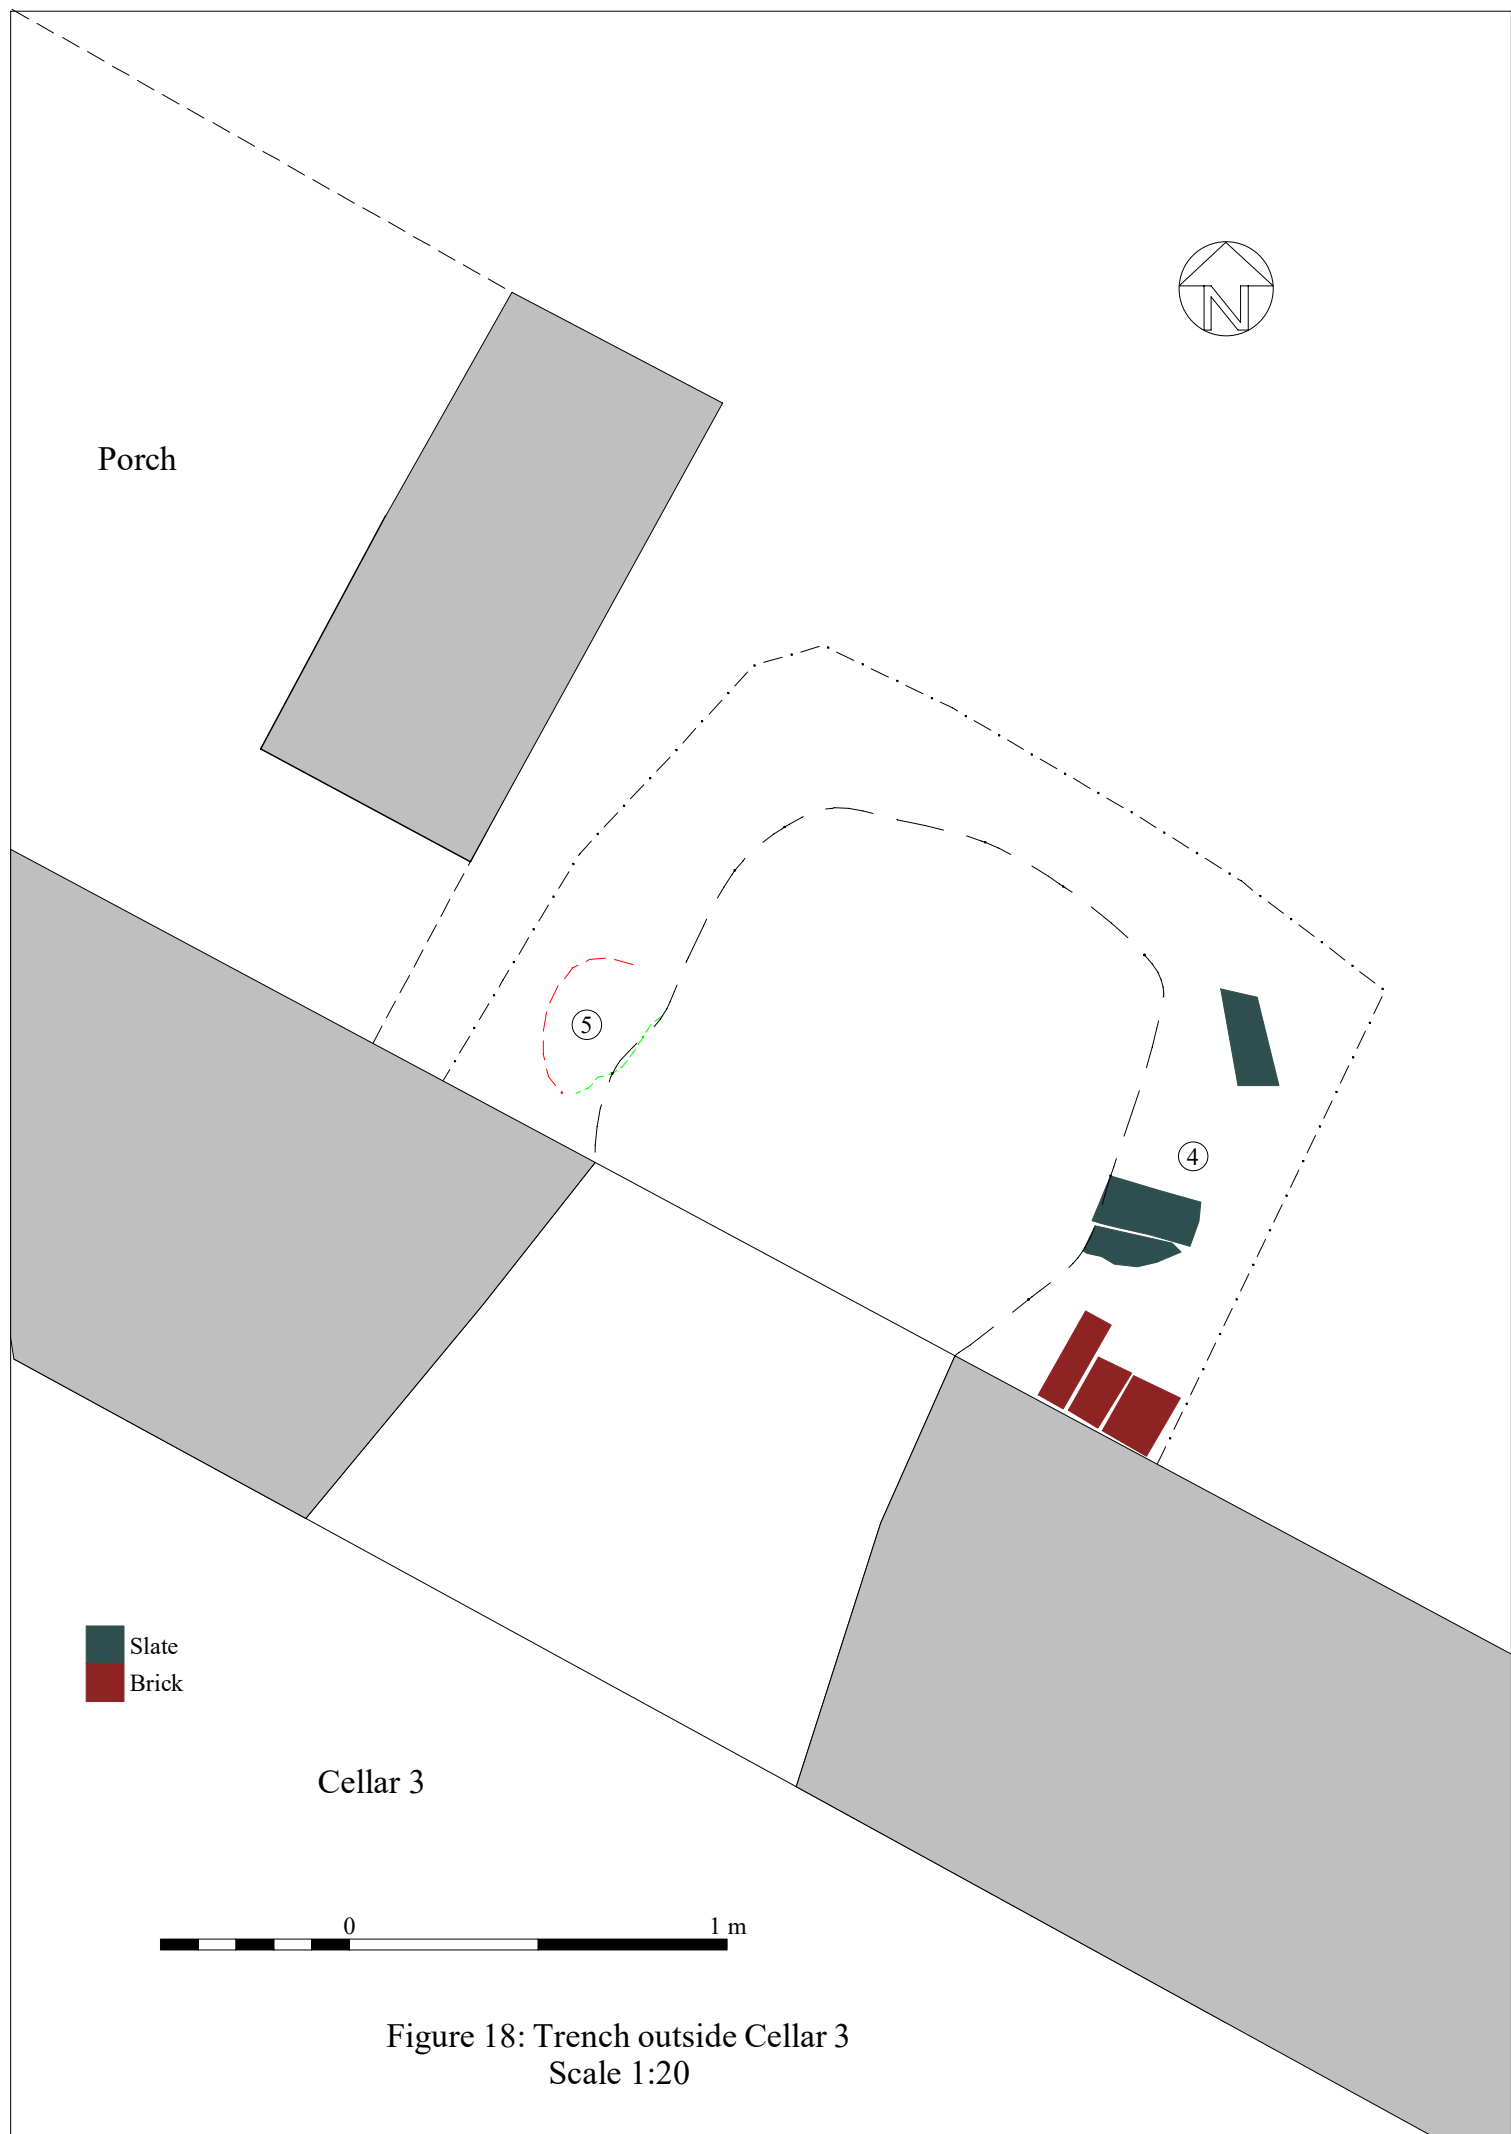 N
Porch
⑤
④
Slate
Brick
Cellar 3
0 1 m
Figure 18: Trench outside Cellar 3
Scale 1:20